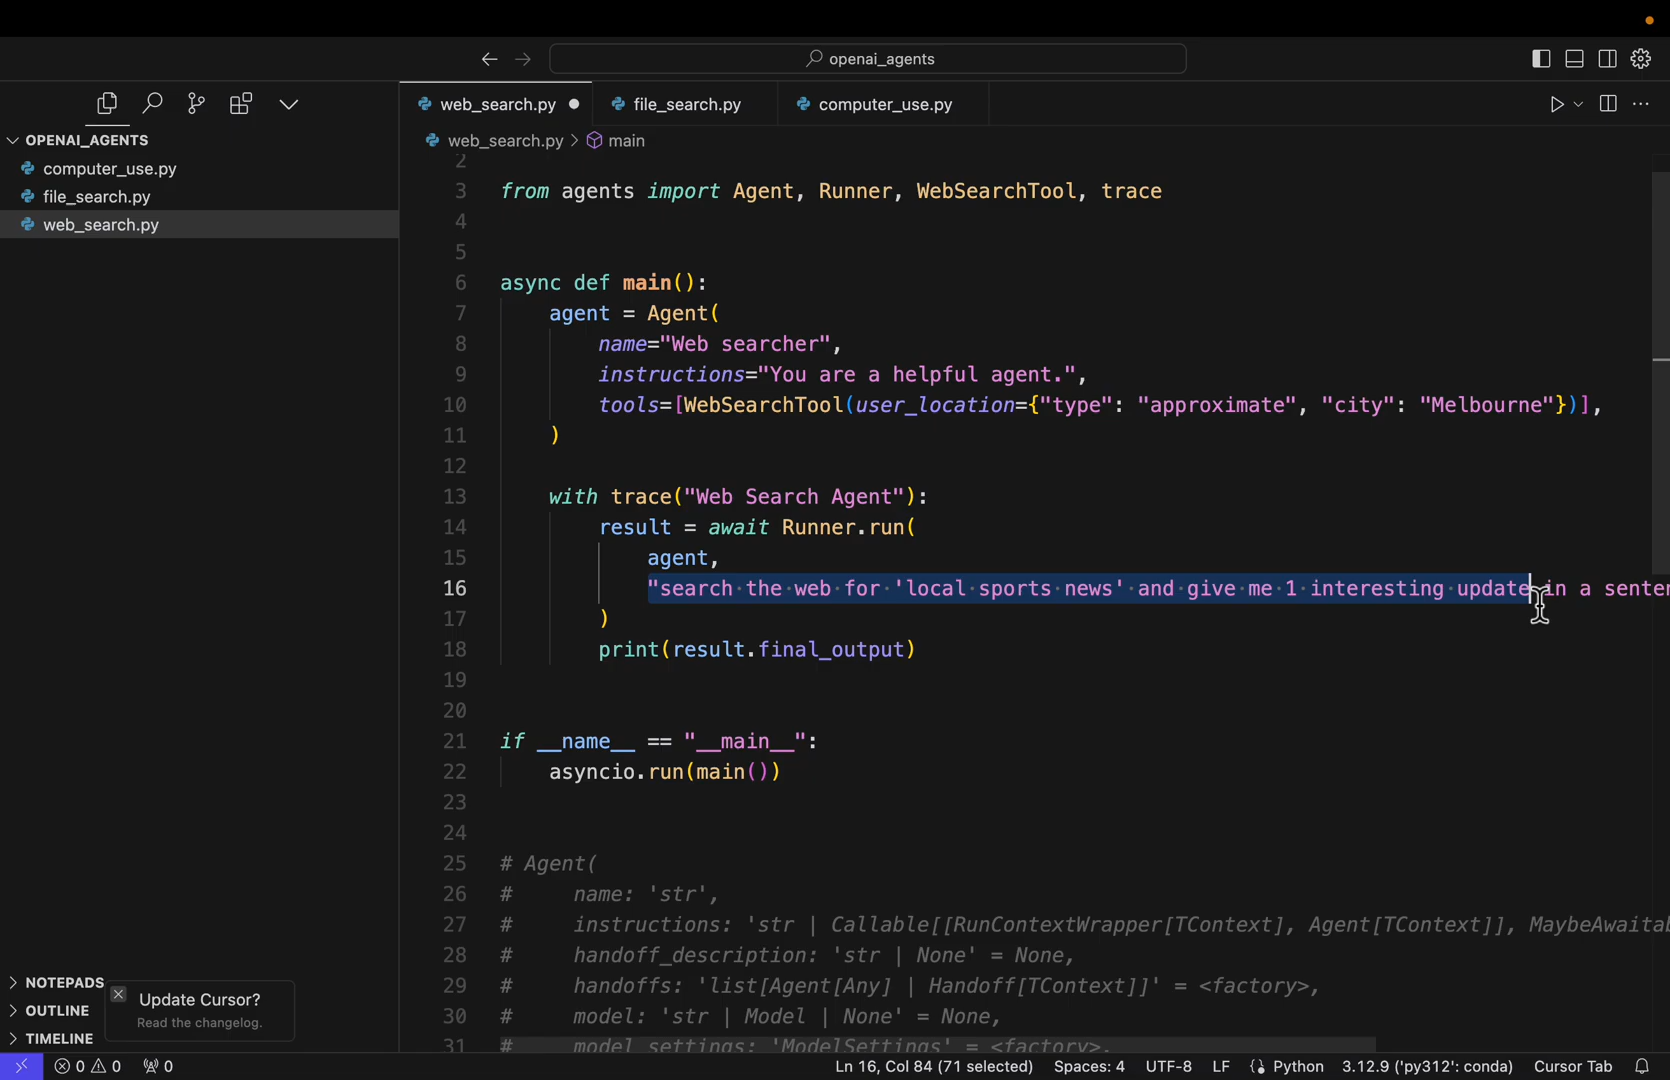 openai_agents
web_search.py
file_search.py
computer_use.py
OPENAI_AGENTS
computer_use.py
file_search.py
web_search.py
web_search.py > main
2
3 from agents import Agent, Runner, WebSearchTool, trace
4
5
6 async def main():
7 agent = Agent(
8 name="Web searcher",
9 instructions="You are a helpful agent.",
10 tools=[WebSearchTool(user_location={"type": "approximate", "city": "Melbourne"})],
11 )
12
13 with trace("Web Search Agent"):
14 result = await Runner.run(
15 agent,
16 "search the web for 'local sports news' and give me 1 interesting update in a senten
17 )
18 print(result.final_output)
19
20
21 if __name__ == "__main__":
22 asyncio.run(main())
23
24
25 # Agent(
26 # name: 'str',
27 # instructions: 'str | Callable[[RunContextWrapper[TContext], Agent[TContext]], MaybeAwaitab
28 # handoff_description: 'str | None' = None,
29 # handoffs: 'list[Agent[Any] | Handoff[TContext]]' = <factory>,
30 # model: 'str | Model | None' = None,
31 # model_settings: 'ModelSettings' = <factory>,
NOTEPADS
OUTLINE
TIMELINE
Update Cursor?
Read the changelog.
0 0 0 Ln 16, Col 84 (71 selected) Spaces: 4 UTF-8 LF Python 3.12.9 ('py312': conda) Cursor Tab